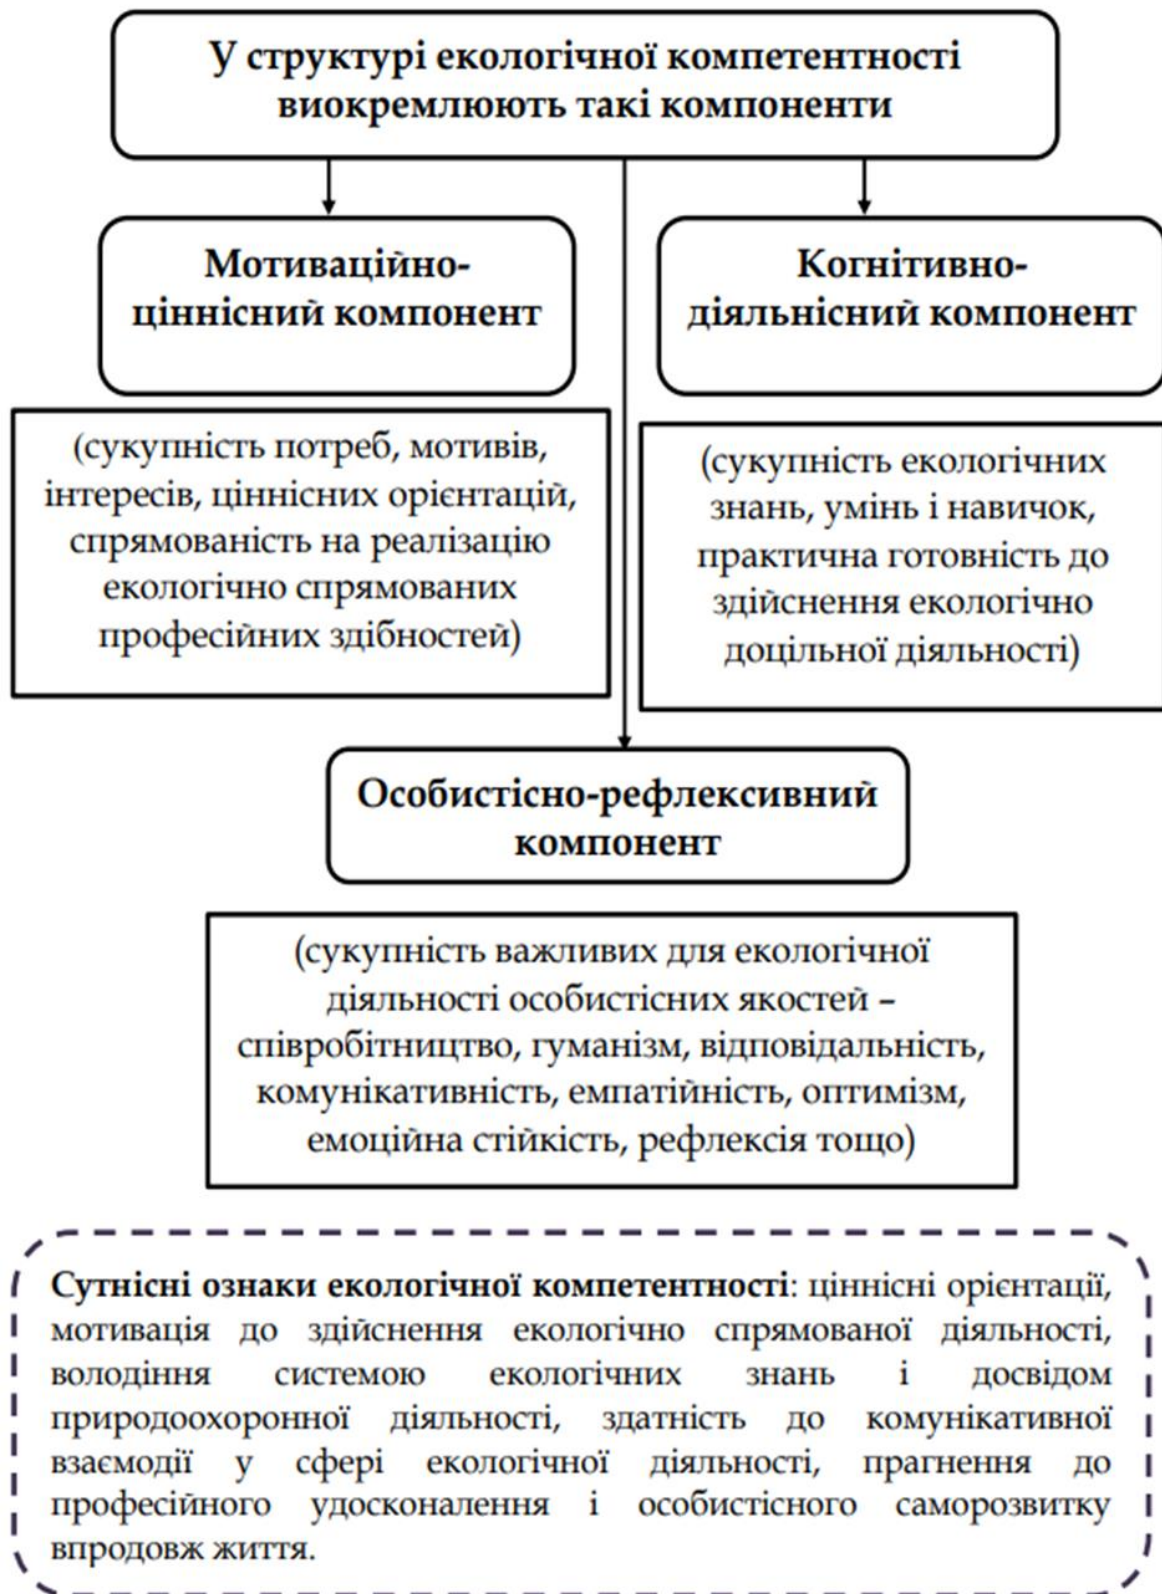 У структурі екологічної компетентності
виокремлюють такі компоненти
Мотиваційно-
ціннісний компонент
Когнітивно-
діяльнісний компонент
(сукупність потреб, мотивів,
інтересів, ціннісних орієнтацій,
спрямованість на реалізацію
екологічно спрямованих
професійних здібностей)
(сукупність екологічних
знань, умінь і навичок,
практична готовність до
здійснення екологічно
доцільної діяльності)
Особистісно-рефлексивний
компонент
(сукупність важливих для екологічної
діяльності особистісних якостей –
співробітництво, гуманізм, відповідальність,
комунікативність, емпатійність, оптимізм,
емоційна стійкість, рефлексія тощо)
Сутнісні ознаки екологічної компетентності: ціннісні орієнтації,
мотивація до здійснення екологічно спрямованої діяльності,
володіння системою екологічних знань і досвідом
природоохоронної діяльності, здатність до комунікативної
взаємодії у сфері екологічної діяльності, прагнення до
професійного удосконалення і особистісного саморозвитку
впродовж життя.